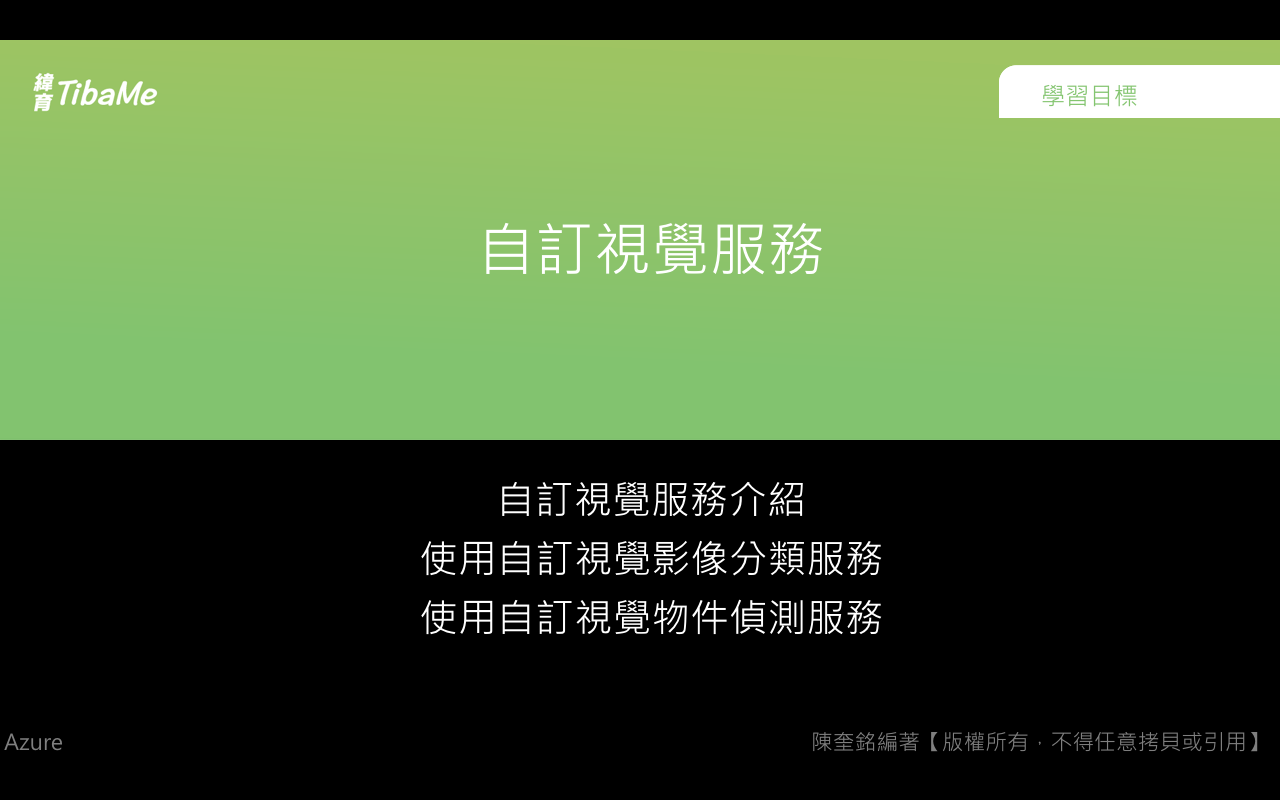 緯育 TibaMe
學習目標
自訂視覺服務
自訂視覺服務介紹
使用自訂視覺影像分類服務
使用自訂視覺物件偵測服務
Azure
陳奎銘編著【版權所有，不得任意拷貝或引用】